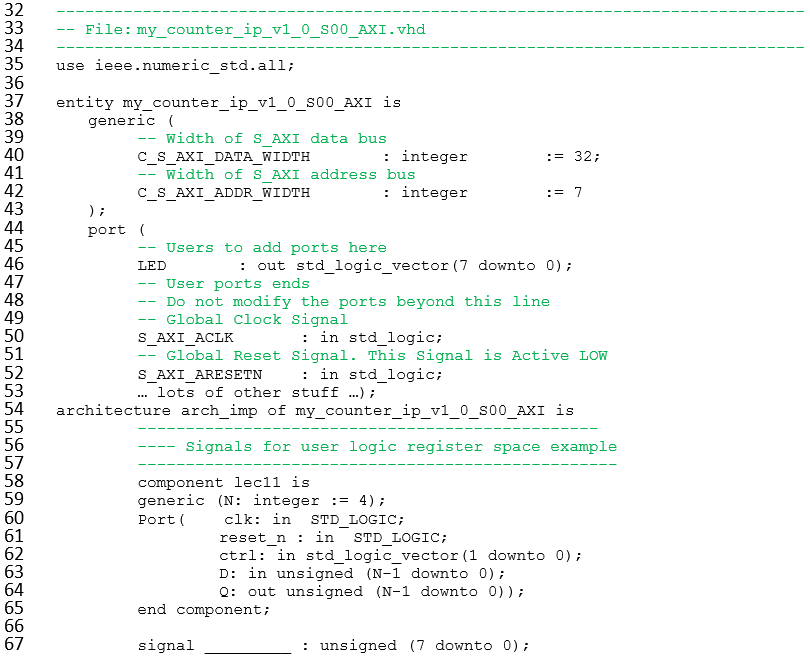 32 ------------------------------------------------------------------------------
33 -- File: my_counter_ip_v1_0_S00_AXI.vhd
34 ------------------------------------------------------------------------------
35 use ieee.numeric_std.all;
36
37 entity my_counter_ip_v1_0_S00_AXI is
38 generic (
39 -- Width of S_AXI data bus
40 C_S_AXI_DATA_WIDTH : integer := 32;
41 -- Width of S_AXI address bus
42 C_S_AXI_ADDR_WIDTH : integer := 7
43 );
44 port (
45 -- Users to add ports here
46 LED : out std_logic_vector(7 downto 0);
47 -- User ports ends
48 -- Do not modify the ports beyond this line
49 -- Global Clock Signal
50 S_AXI_ACLK : in std_logic;
51 -- Global Reset Signal. This Signal is Active LOW
52 S_AXI_ARESETN : in std_logic;
53 … lots of other stuff …);
54 architecture arch_imp of my_counter_ip_v1_0_S00_AXI is
55 ------------------------------------------------
56 ---- Signals for user logic register space example
57 --------------------------------------------------
58 component lec11 is
59 generic (N: integer := 4);
60 Port( clk: in STD_LOGIC;
61 reset_n : in STD_LOGIC;
62 ctrl: in std_logic_vector(1 downto 0);
63 D: in unsigned (N-1 downto 0);
64 Q: out unsigned (N-1 downto 0));
65 end component;
66
67 signal _________ : unsigned (7 downto 0);